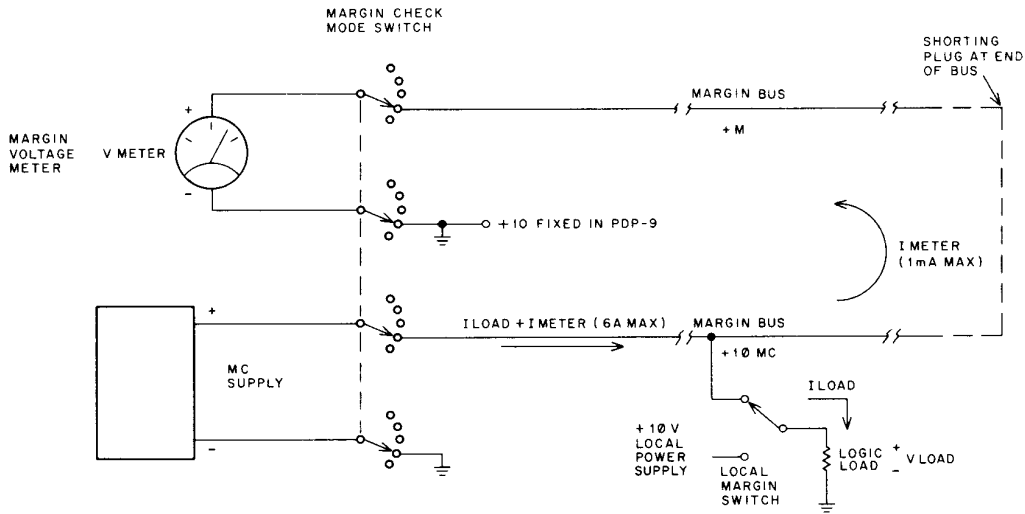 MARGIN CHECK
MODE SWITCH
SHORTING
PLUG AT END
OF BUS
MARGIN BUS
+M
+
MARGIN
VOLTAGE
METER
V METER
-
+10 FIXED IN PDP-9
I METER
(1mA MAX)
+
ILOAD + IMETER (6A MAX)
MARGIN BUS
+10 MC
MC
SUPPLY
-
ILOAD
+10V
LOCAL
POWER
SUPPLY
LOCAL
MARGIN
SWITCH
LOGIC
LOAD
+
-
V LOAD